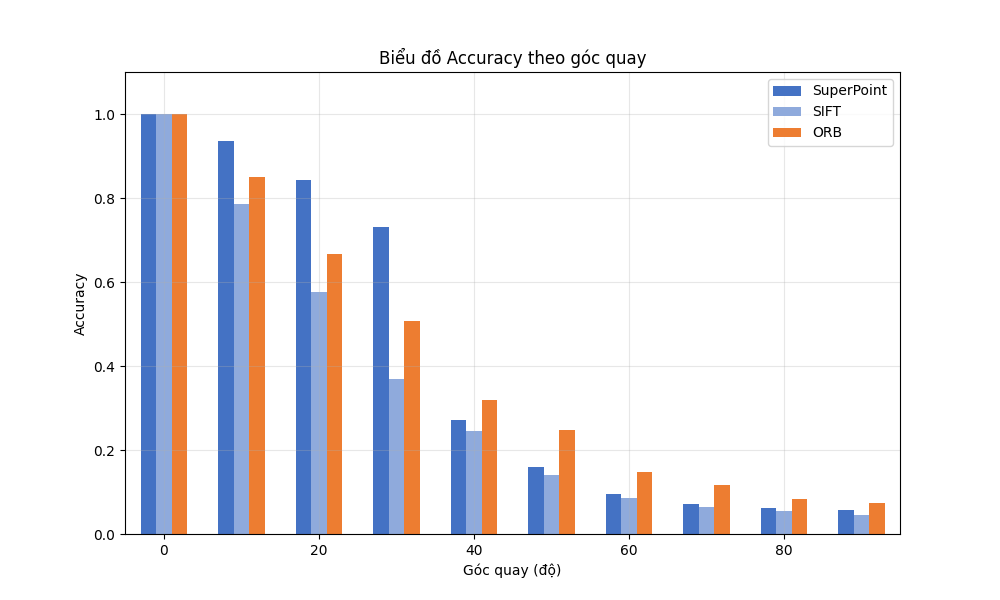 Biểu đồ Accuracy theo góc quay
SuperPoint
SIFT
ORB
Accuracy
1.0
0.8
0.6
0.4
0.2
0.0
0
20
40
60
80
Góc quay (độ)